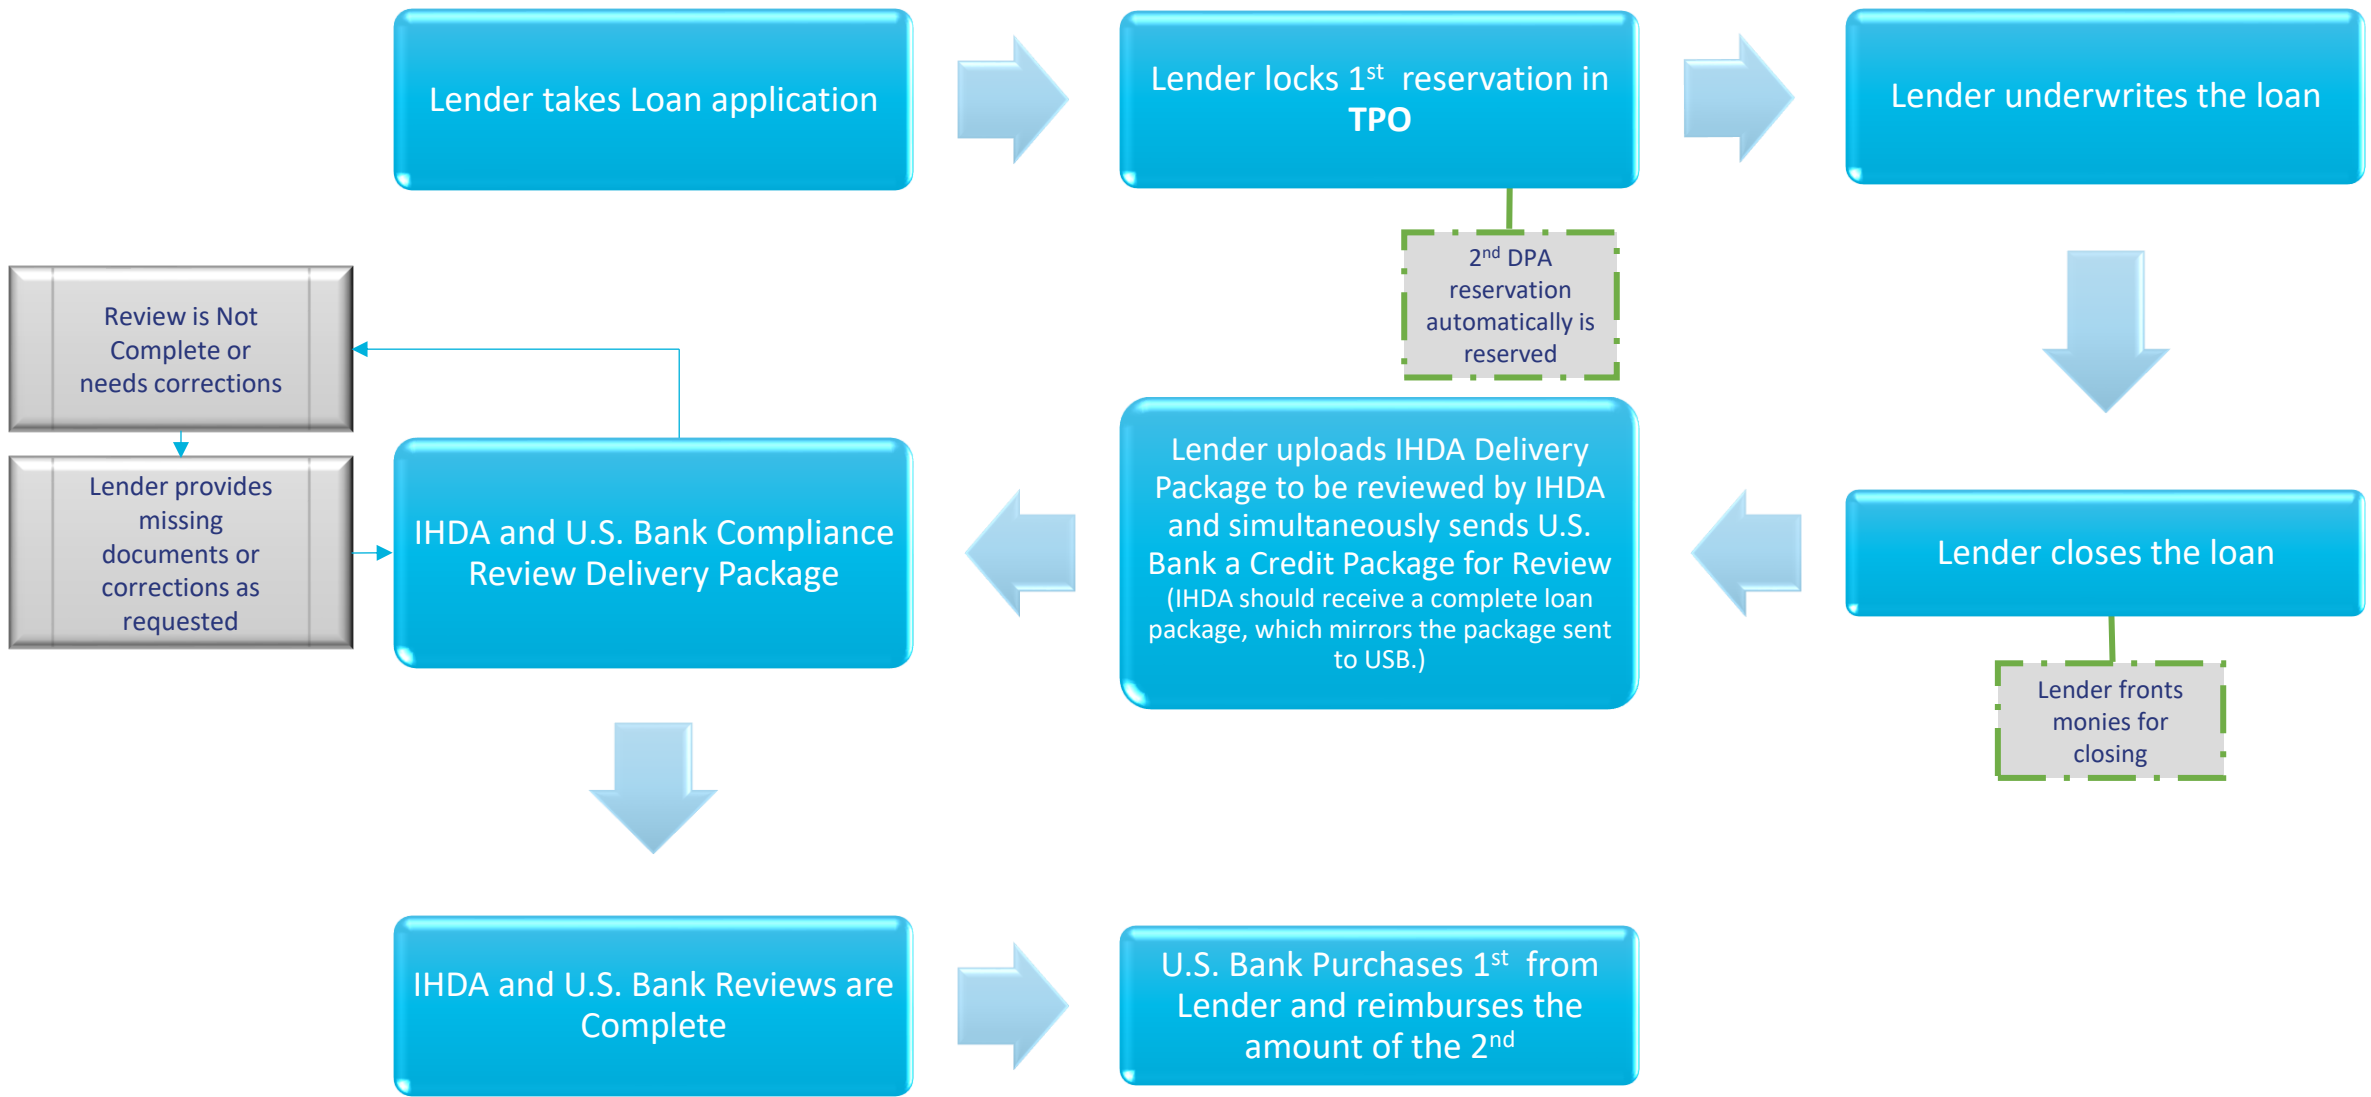 Lender takes Loan application
Lender locks 1st reservation in
TPO
Lender underwrites the loan
2nd DPA
reservation
automatically is
reserved
Review is Not
Complete or
needs corrections
Lender provides
missing
documents or
corrections as
requested
IHDA and U.S. Bank Compliance
Review Delivery Package
Lender uploads IHDA Delivery
Package to be reviewed by IHDA
and simultaneously sends U.S.
Bank a Credit Package for Review
(IHDA should receive a complete loan
package, which mirrors the package sent
to USB.)
Lender closes the loan
Lender fronts
monies for
closing
IHDA and U.S. Bank Reviews are
Complete
U.S. Bank Purchases 1st from
Lender and reimburses the
amount of the 2nd